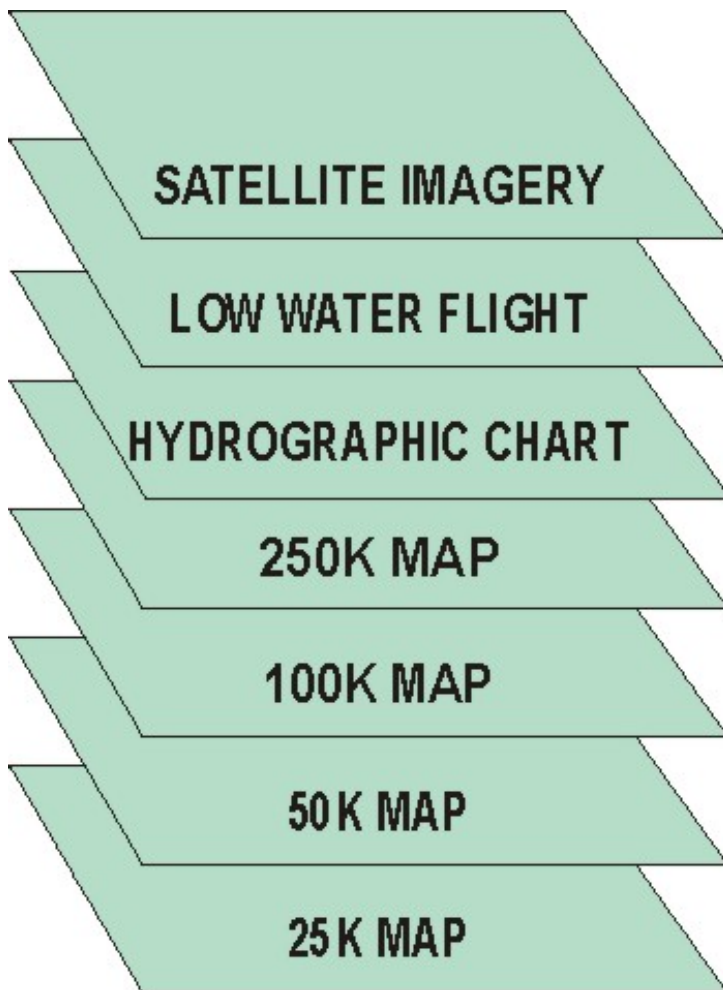 SATELLITE IMAGERY
LOW WATER FLIGHT
HYDROGRAPHIC CHART
250K MAP
100K MAP
50K MAP
25K MAP